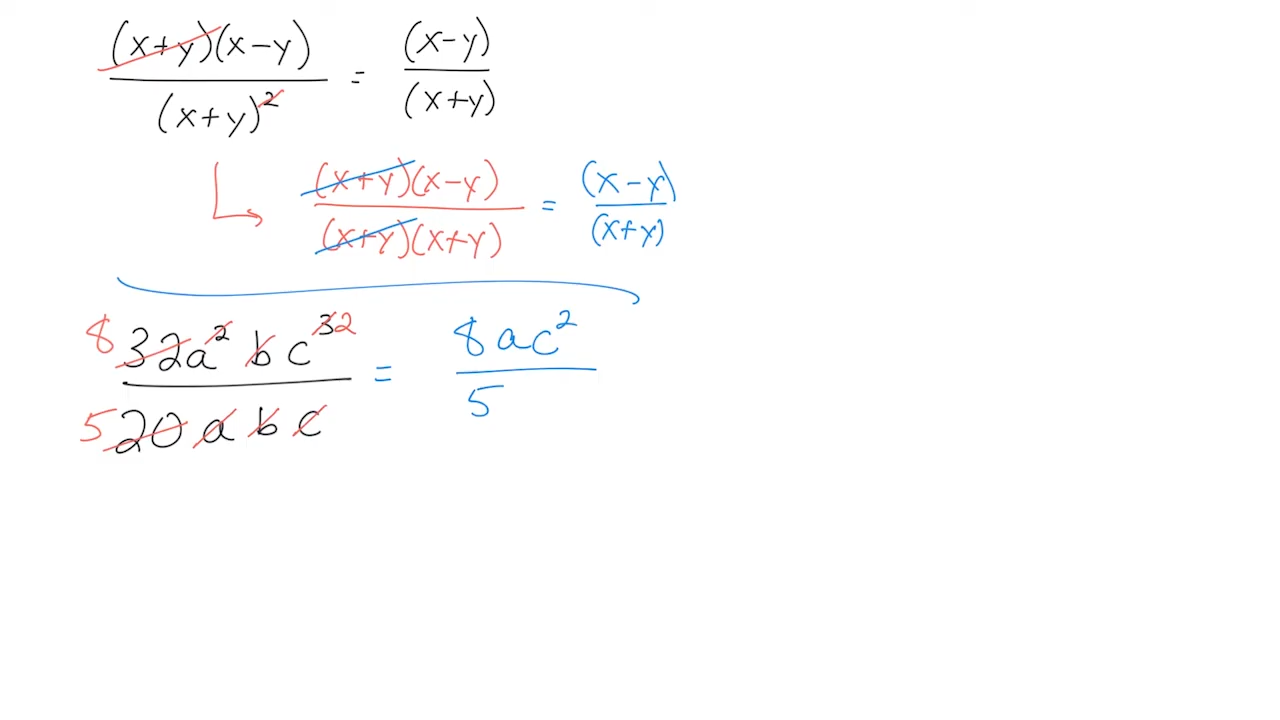 (x+y)(x-y) / (x+y)² = (x-y) / (x+y)
(x+y)(x-y) / (x+y)(x+y) = (x-y) / (x+y)
8 32a² b c³ 2 / 5 20 a b c = 8ac² / 5